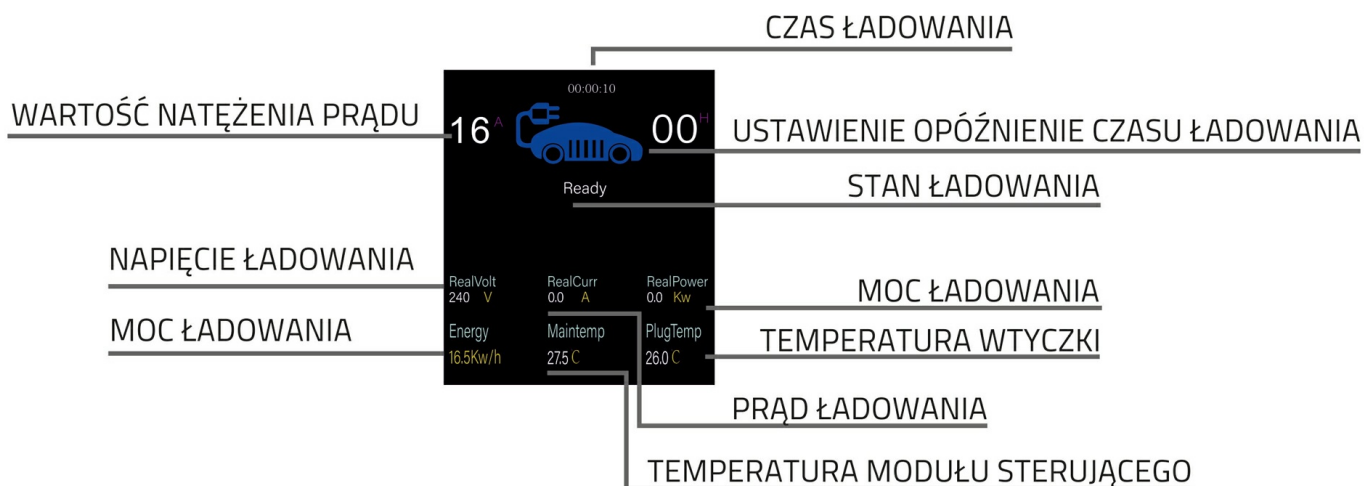 CZAS ŁADOWANIA
00:00:10
WARTOŚĆ NATĘŻENIA PRĄDU
16 A
00 H
USTAWIENIE OPÓŹNIENIE CZASU ŁADOWANIA
Ready
STAN ŁADOWANIA
NAPIĘCIE ŁADOWANIA
RealVolt RealCurr RealPower
240 V 0.0 A 0.0 Kw
MOC ŁADOWANIA
MOC ŁADOWANIA
Energy Maintemp PlugTemp
16.5Kw/h 27.5 C 26.0 C
TEMPERATURA WTYCZKI
PRĄD ŁADOWANIA
TEMPERATURA MODUŁU STERUJĄCEGO